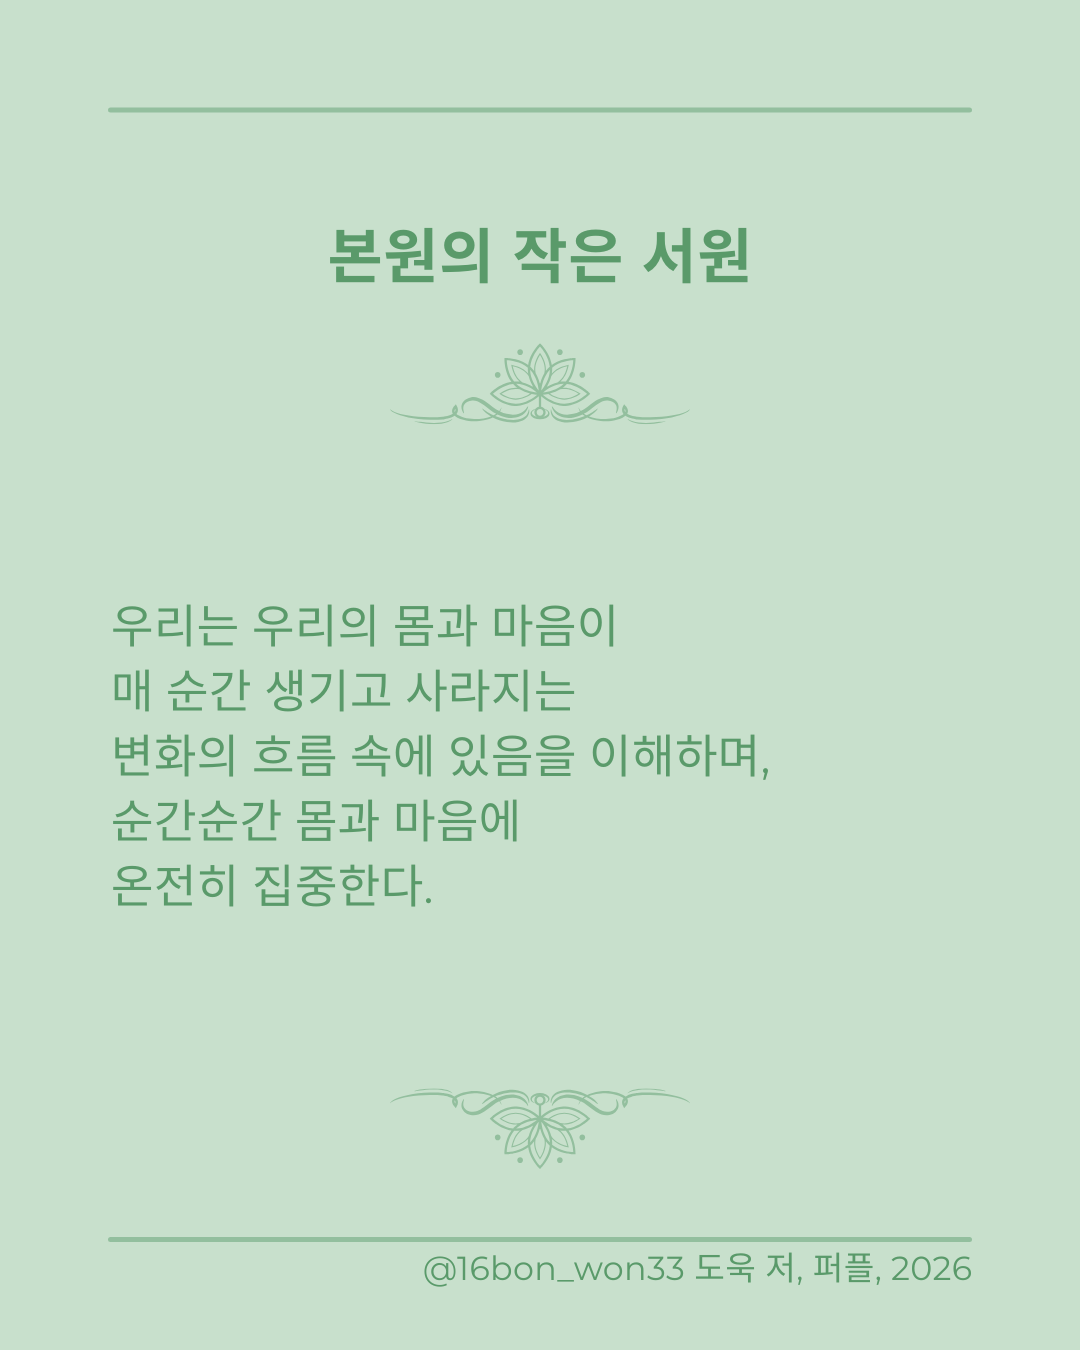 본원의 작은 서원
우리는 우리의 몸과 마음이
매 순간 생기고 사라지는
변화의 흐름 속에 있음을 이해하며,
순간순간 몸과 마음에
온전히 집중한다.
@16bon_won33 도욱 저, 퍼플, 2026